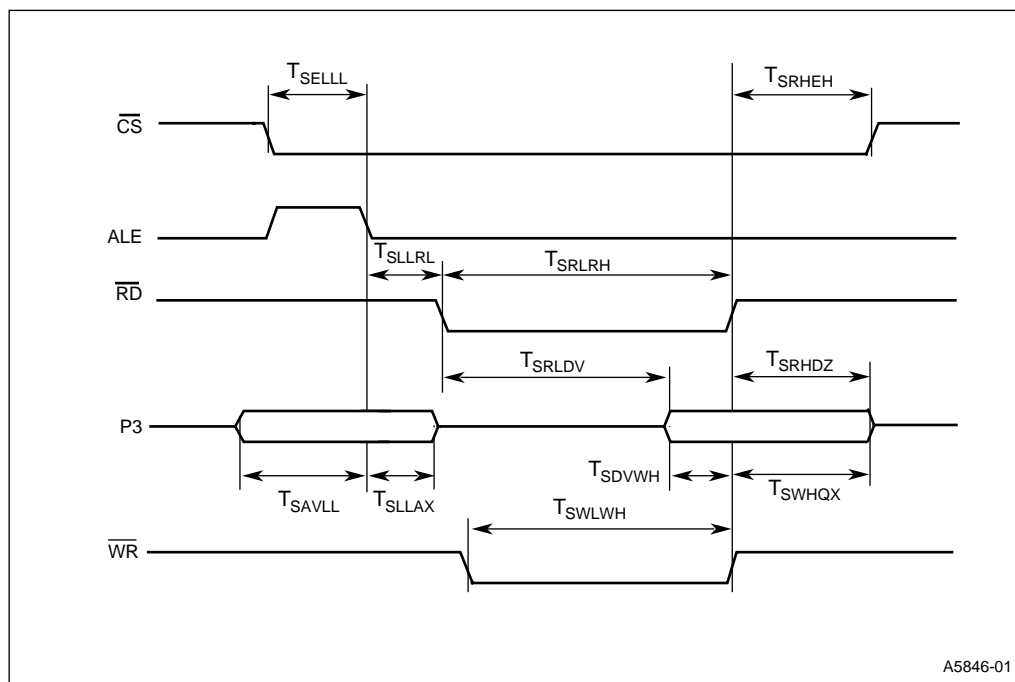 TSELLL
TSRHEH
CS
ALE
TSLLRL
TSRLRH
RD
TSRLDV
TSRHDZ
P3
TSDVWH
TSAVLL
TSLLAX
TSWHQX
TSWLWH
WR
A5846-01